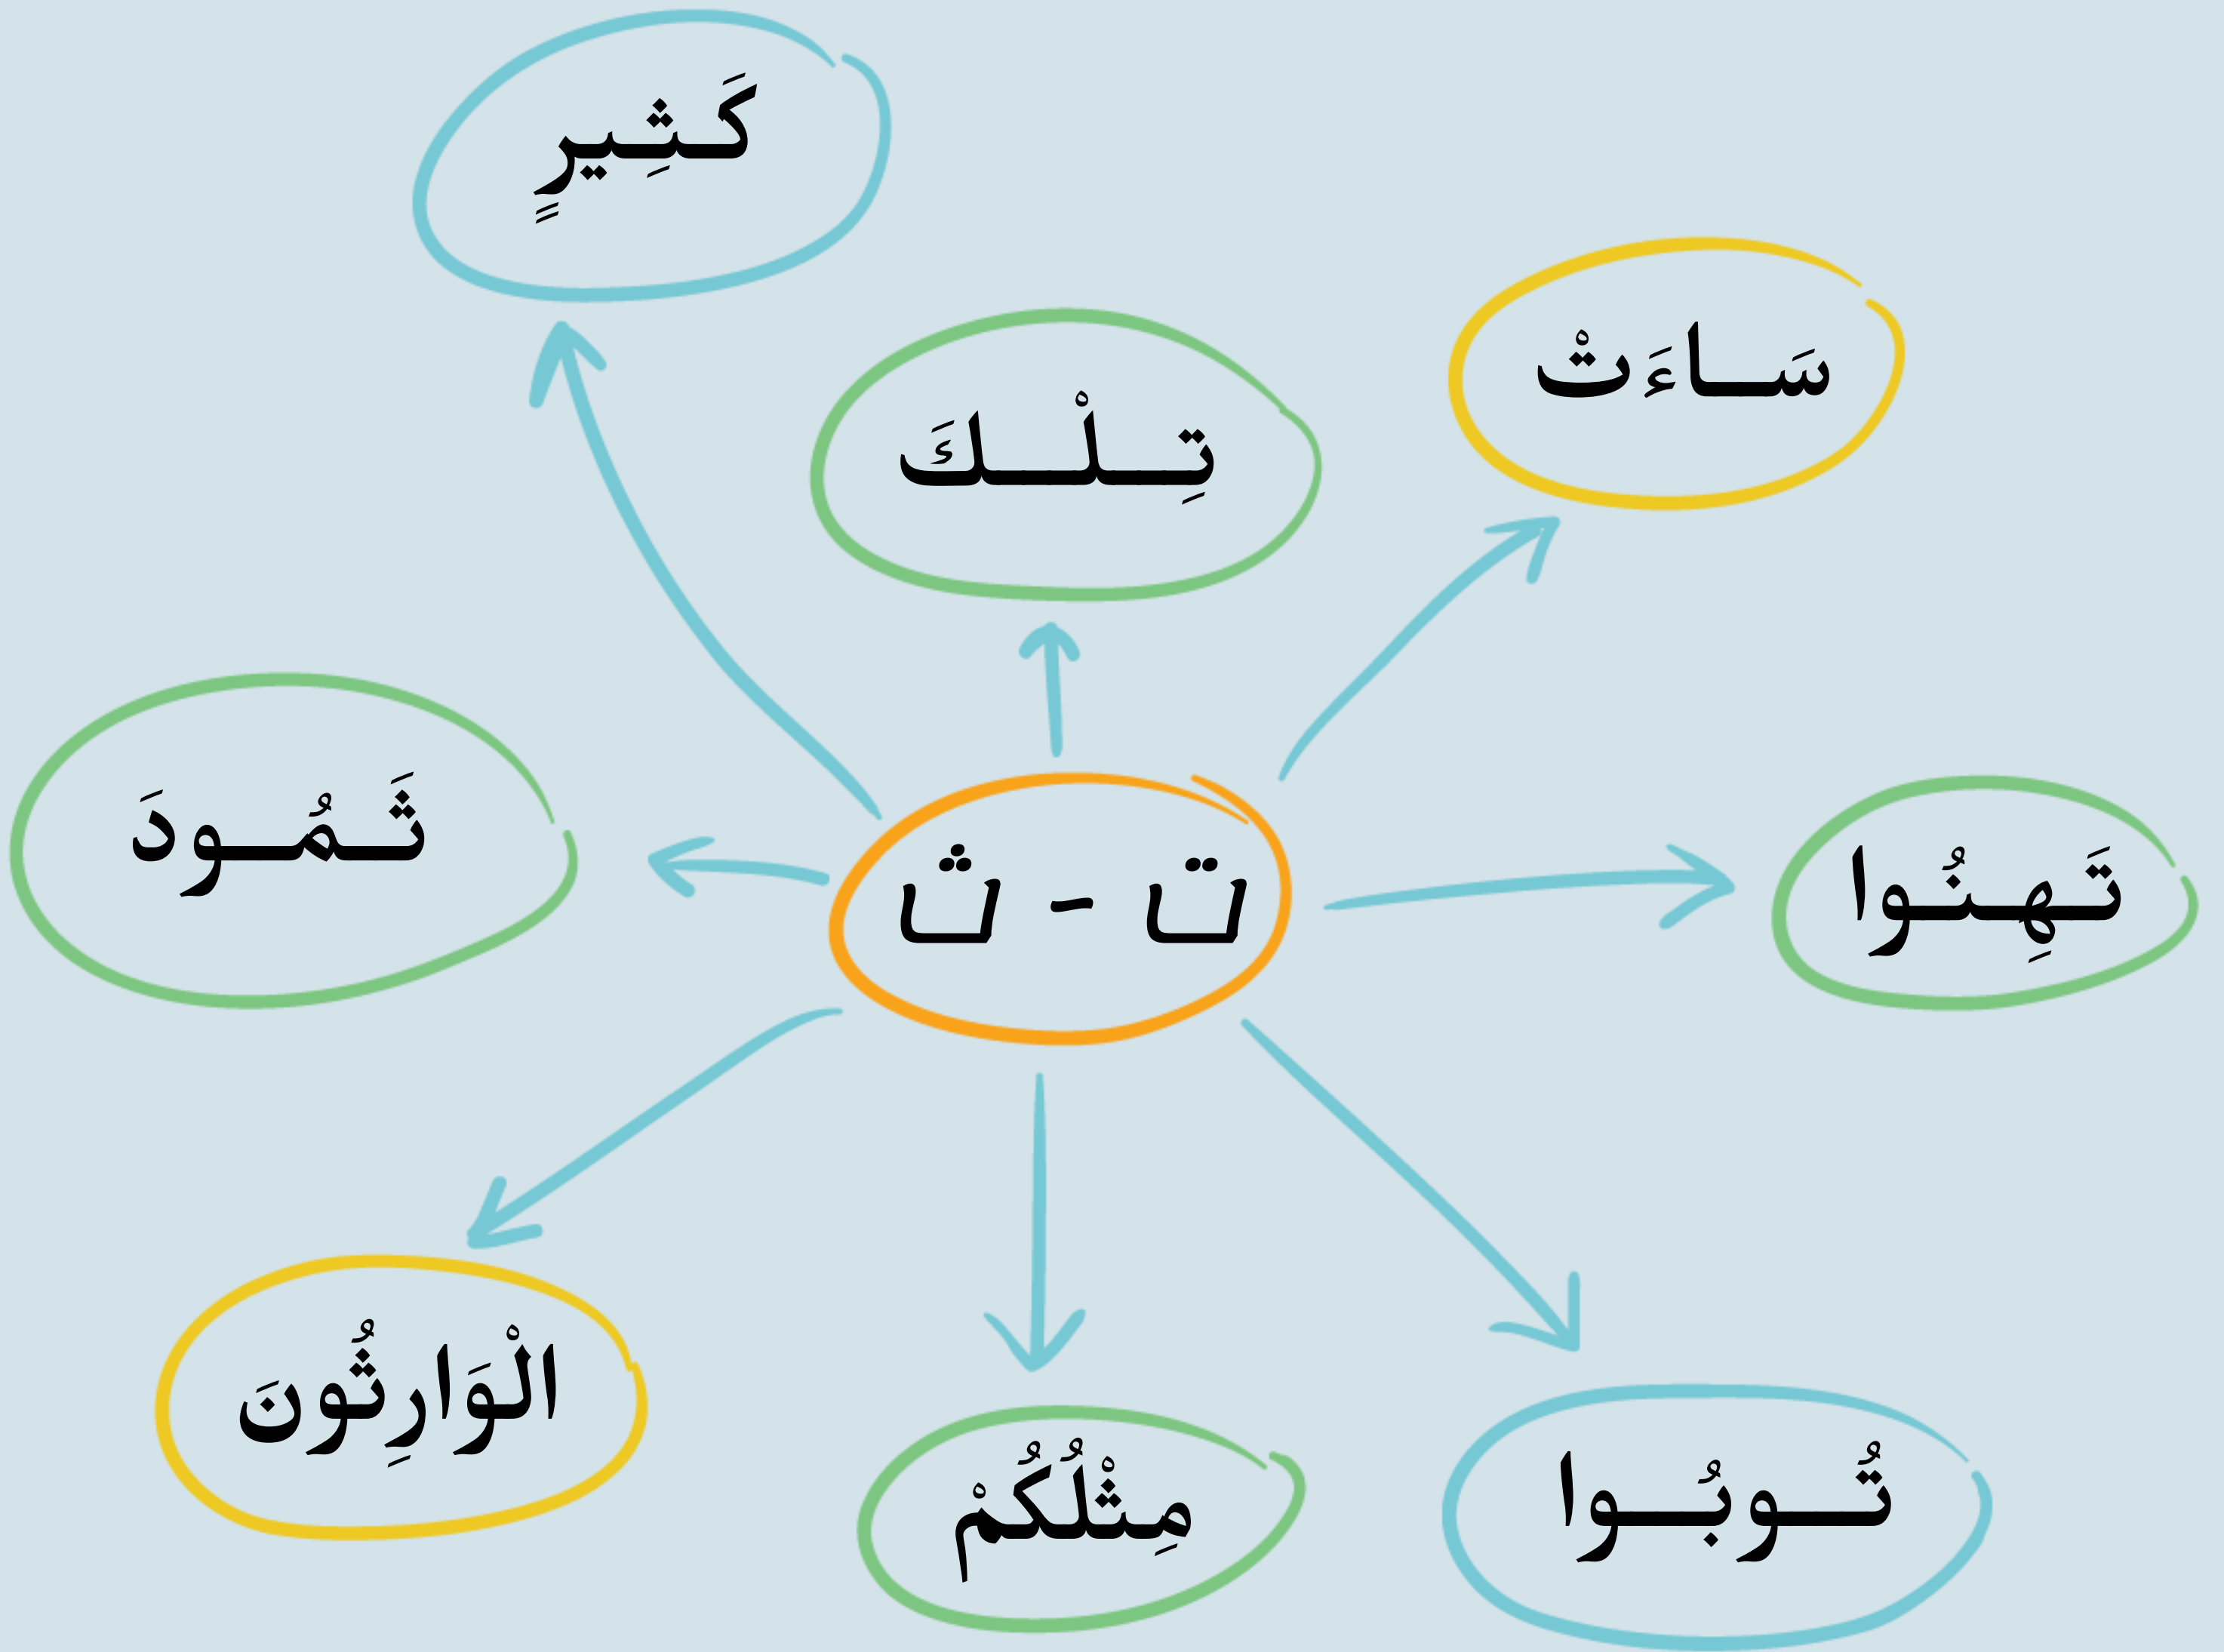 كَثِيرٍ
سَاءَتْ
تِلْكَ
ثَمُودَ
ت - ث
تَهِنُوا
الْوَارِثُونَ
مِثْلُكُمْ
تُوبُوا